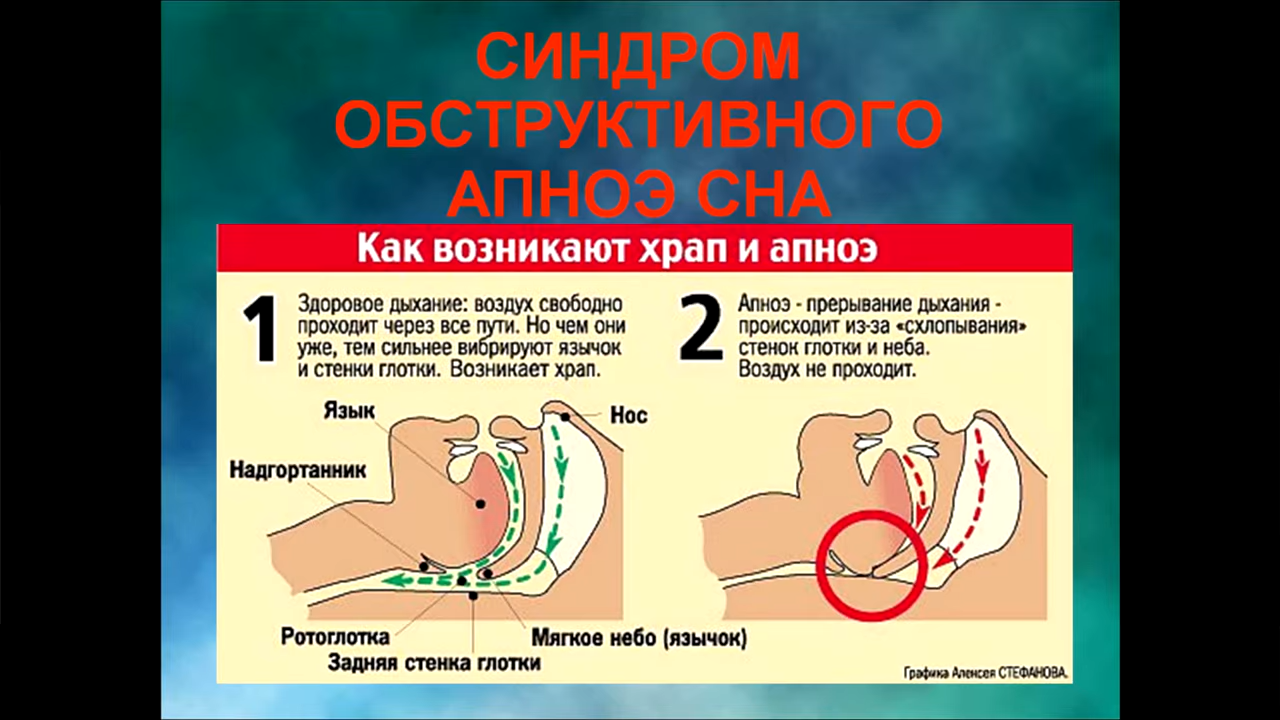 СИНДРОМ
ОБСТРУКТИВНОГО
АПНОЭ СНА
Как возникают храп и апноэ
1
Здоровое дыхание: воздух свободно
проходит через все пути. Но чем они
уже, тем сильнее вибрируют язычок
и стенки глотки. Возникает храп.
2
Апноэ - прерывание дыхания -
происходит из-за «схлопывания»
стенок глотки и неба.
Воздух не проходит.
Язык
Нос
Надгортанник
Ротоглотка
Мягкое небо (язычок)
Задняя стенка глотки
Графика Алексея СТЕФАНОВА.